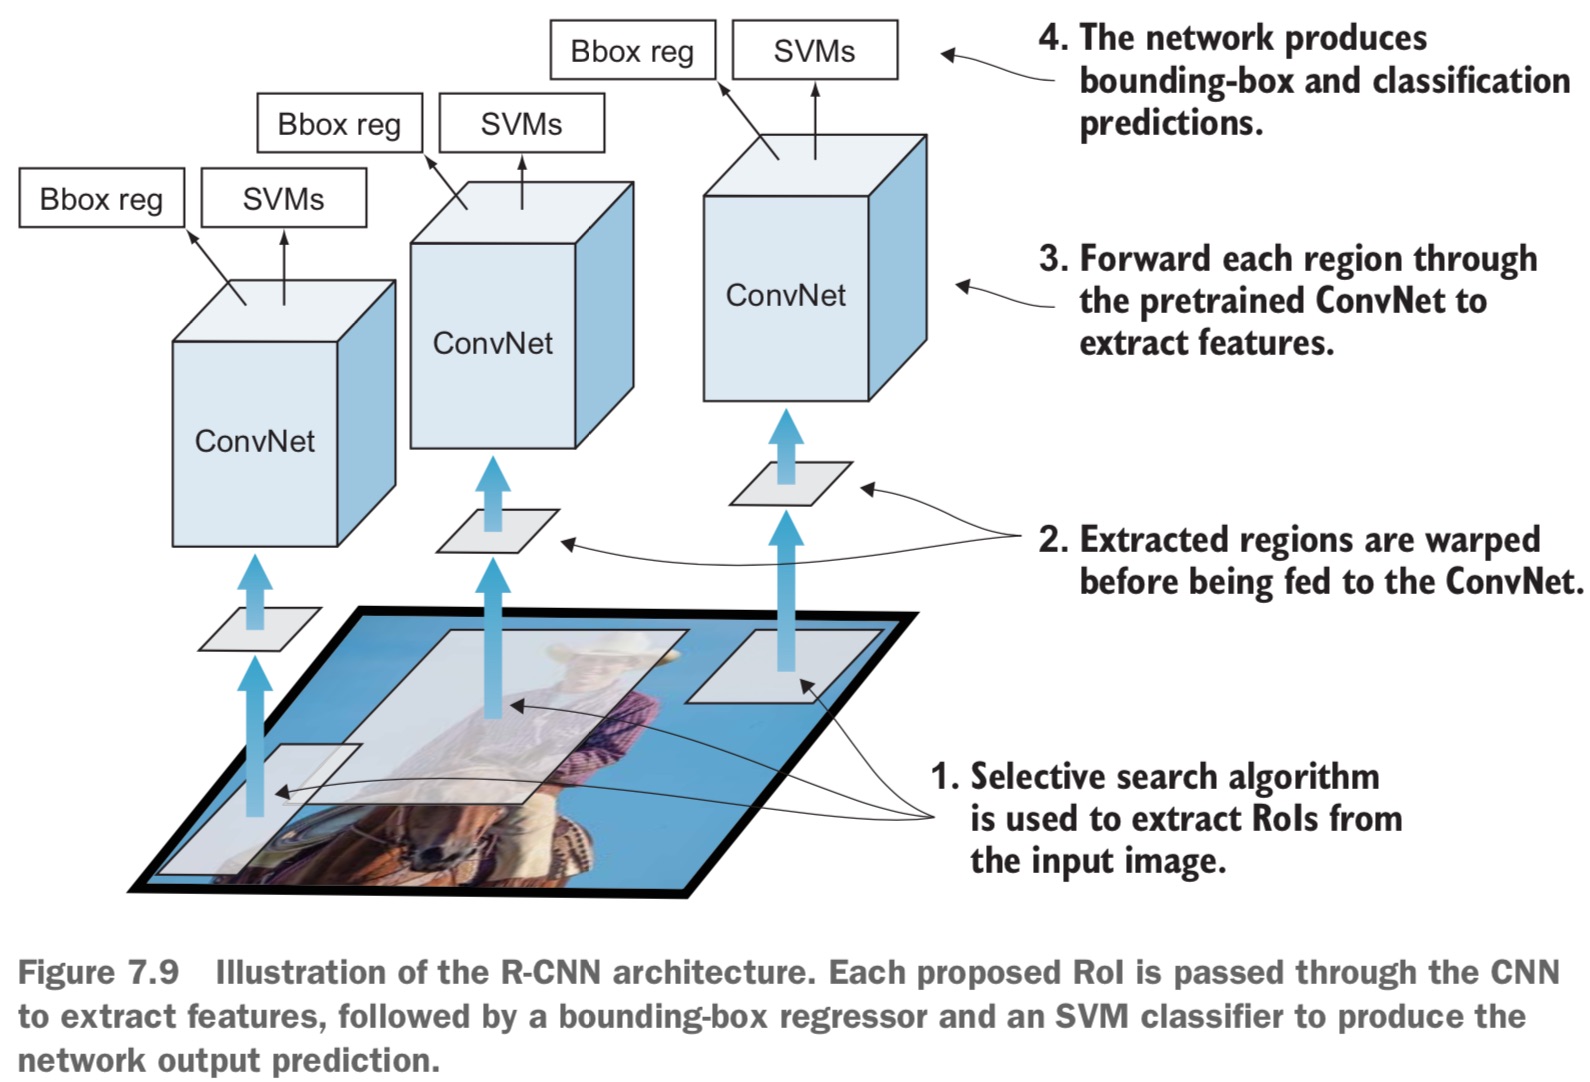 Bbox reg
SVMs
4. The network produces
bounding-box and classification
predictions.
Bbox reg
SVMs
Bbox reg
SVMs
ConvNet
3. Forward each region through
the pretrained ConvNet to
extract features.
ConvNet
ConvNet
2. Extracted regions are warped
before being fed to the ConvNet.
1. Selective search algorithm
is used to extract RoIs from
the input image.
Figure 7.9 Illustration of the R-CNN architecture. Each proposed RoI is passed through the CNN
to extract features, followed by a bounding-box regressor and an SVM classifier to produce the
network output prediction.